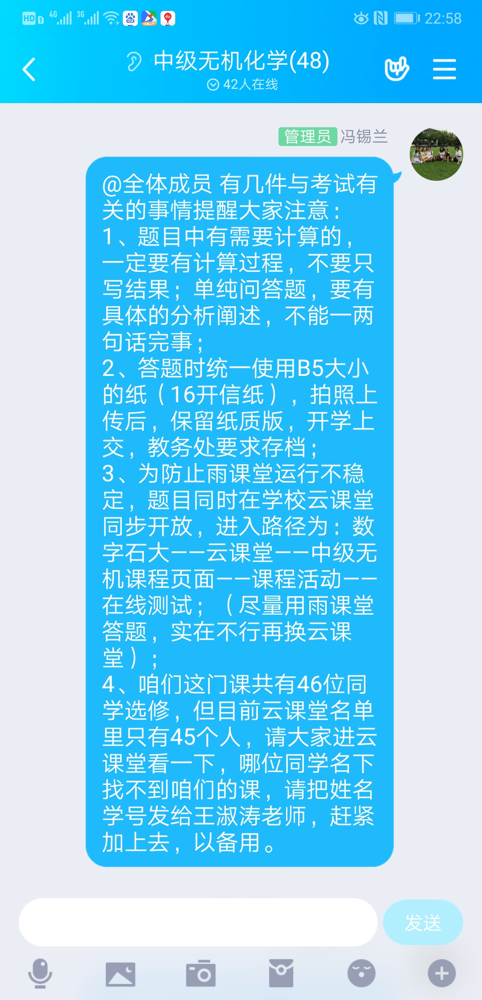 HD 1 4G 3G 22:58
中级无机化学(48)
42人在线
管理员 冯锡兰
@全体成员 有几件与考试有
关的事情提醒大家注意：
1、题目中有需要计算的，
一定要有计算过程，不要只
写结果；单纯问答题，要有
具体的分析阐述，不能一两
句话完事；
2、答题时统一使用B5大小
的纸（16开信纸），拍照上
传后，保留纸质版，开学上
交，教务处要求存档；
3、为防止雨课堂运行不稳
定，题目同时在学校云课堂
同步开放，进入路径为：数
字石大——云课堂——中级无
机课程页面——课程活动——
在线测试；（尽量用雨课堂
答题，实在不行再换云课
堂）；
4、咱们这门课共有46位同
学选修，但目前云课堂名单
里只有45个人，请大家进云
课堂看一下，哪位同学名下
找不到咱们的课，请把姓名
学号发给王淑涛老师，赶紧
加上去，以备用。
发送